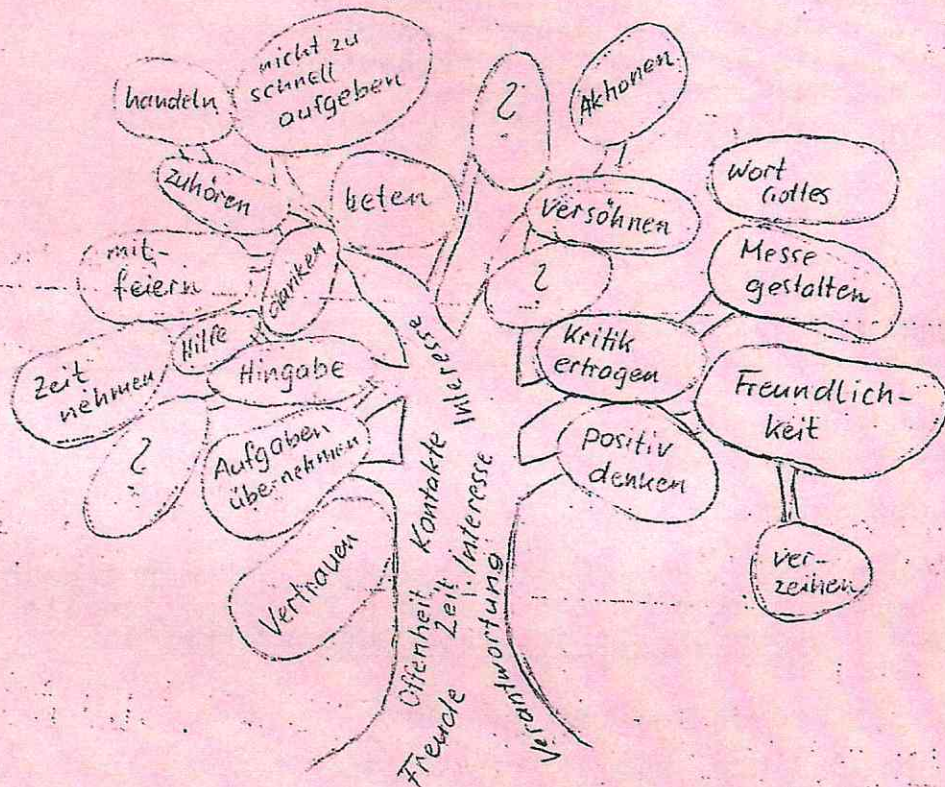 handeln
nicht zu
schnell
aufgeben
?
Aktionen
zuhören
beten
versöhnen
Wort
Gottes
mit-
feiern
danken
?
Messe
gestalten
Zeit
nehmen
Hilfe
Hingabe
Kritik
ertragen
Freundlich-
keit
?
Aufgaben
übernehmen
positiv
denken
Vertrauen
ver-
zeihen
Freude
Offenheit
Kontakte
Interesse
Zeit
Interesse
Verantwortung